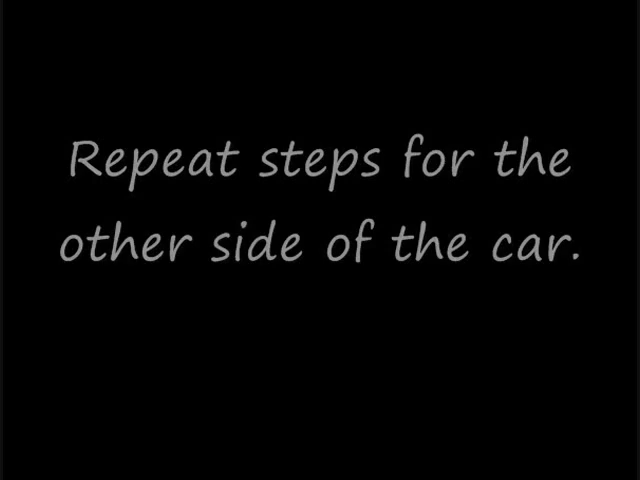 Repeat steps for the
other side of the car.